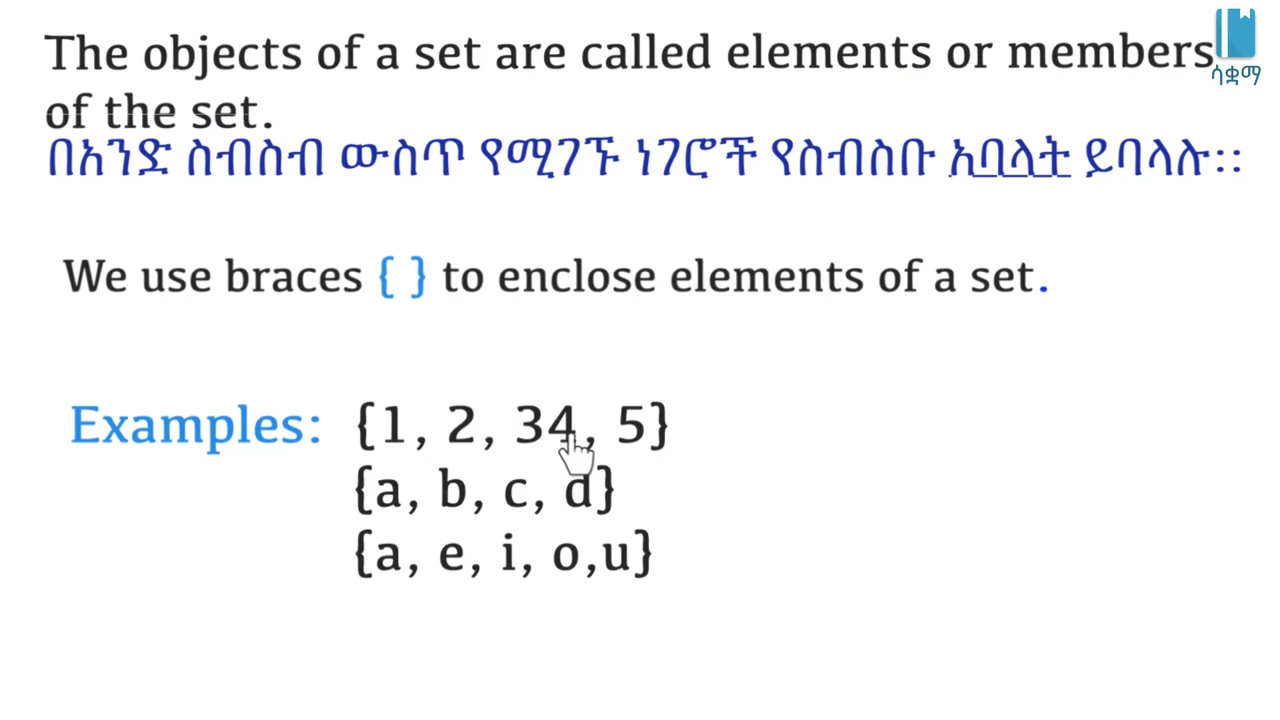 The objects of a set are called elements or members
of the set.
በአንድ ስብስብ ውስጥ የሚገኙ ነገሮች የስብስቡ አባላት ይባላሉ::
We use braces { } to enclose elements of a set.
Examples: {1, 2, 34, 5}
{a, b, c, d}
{a, e, i, o,u}
ሳቋማ